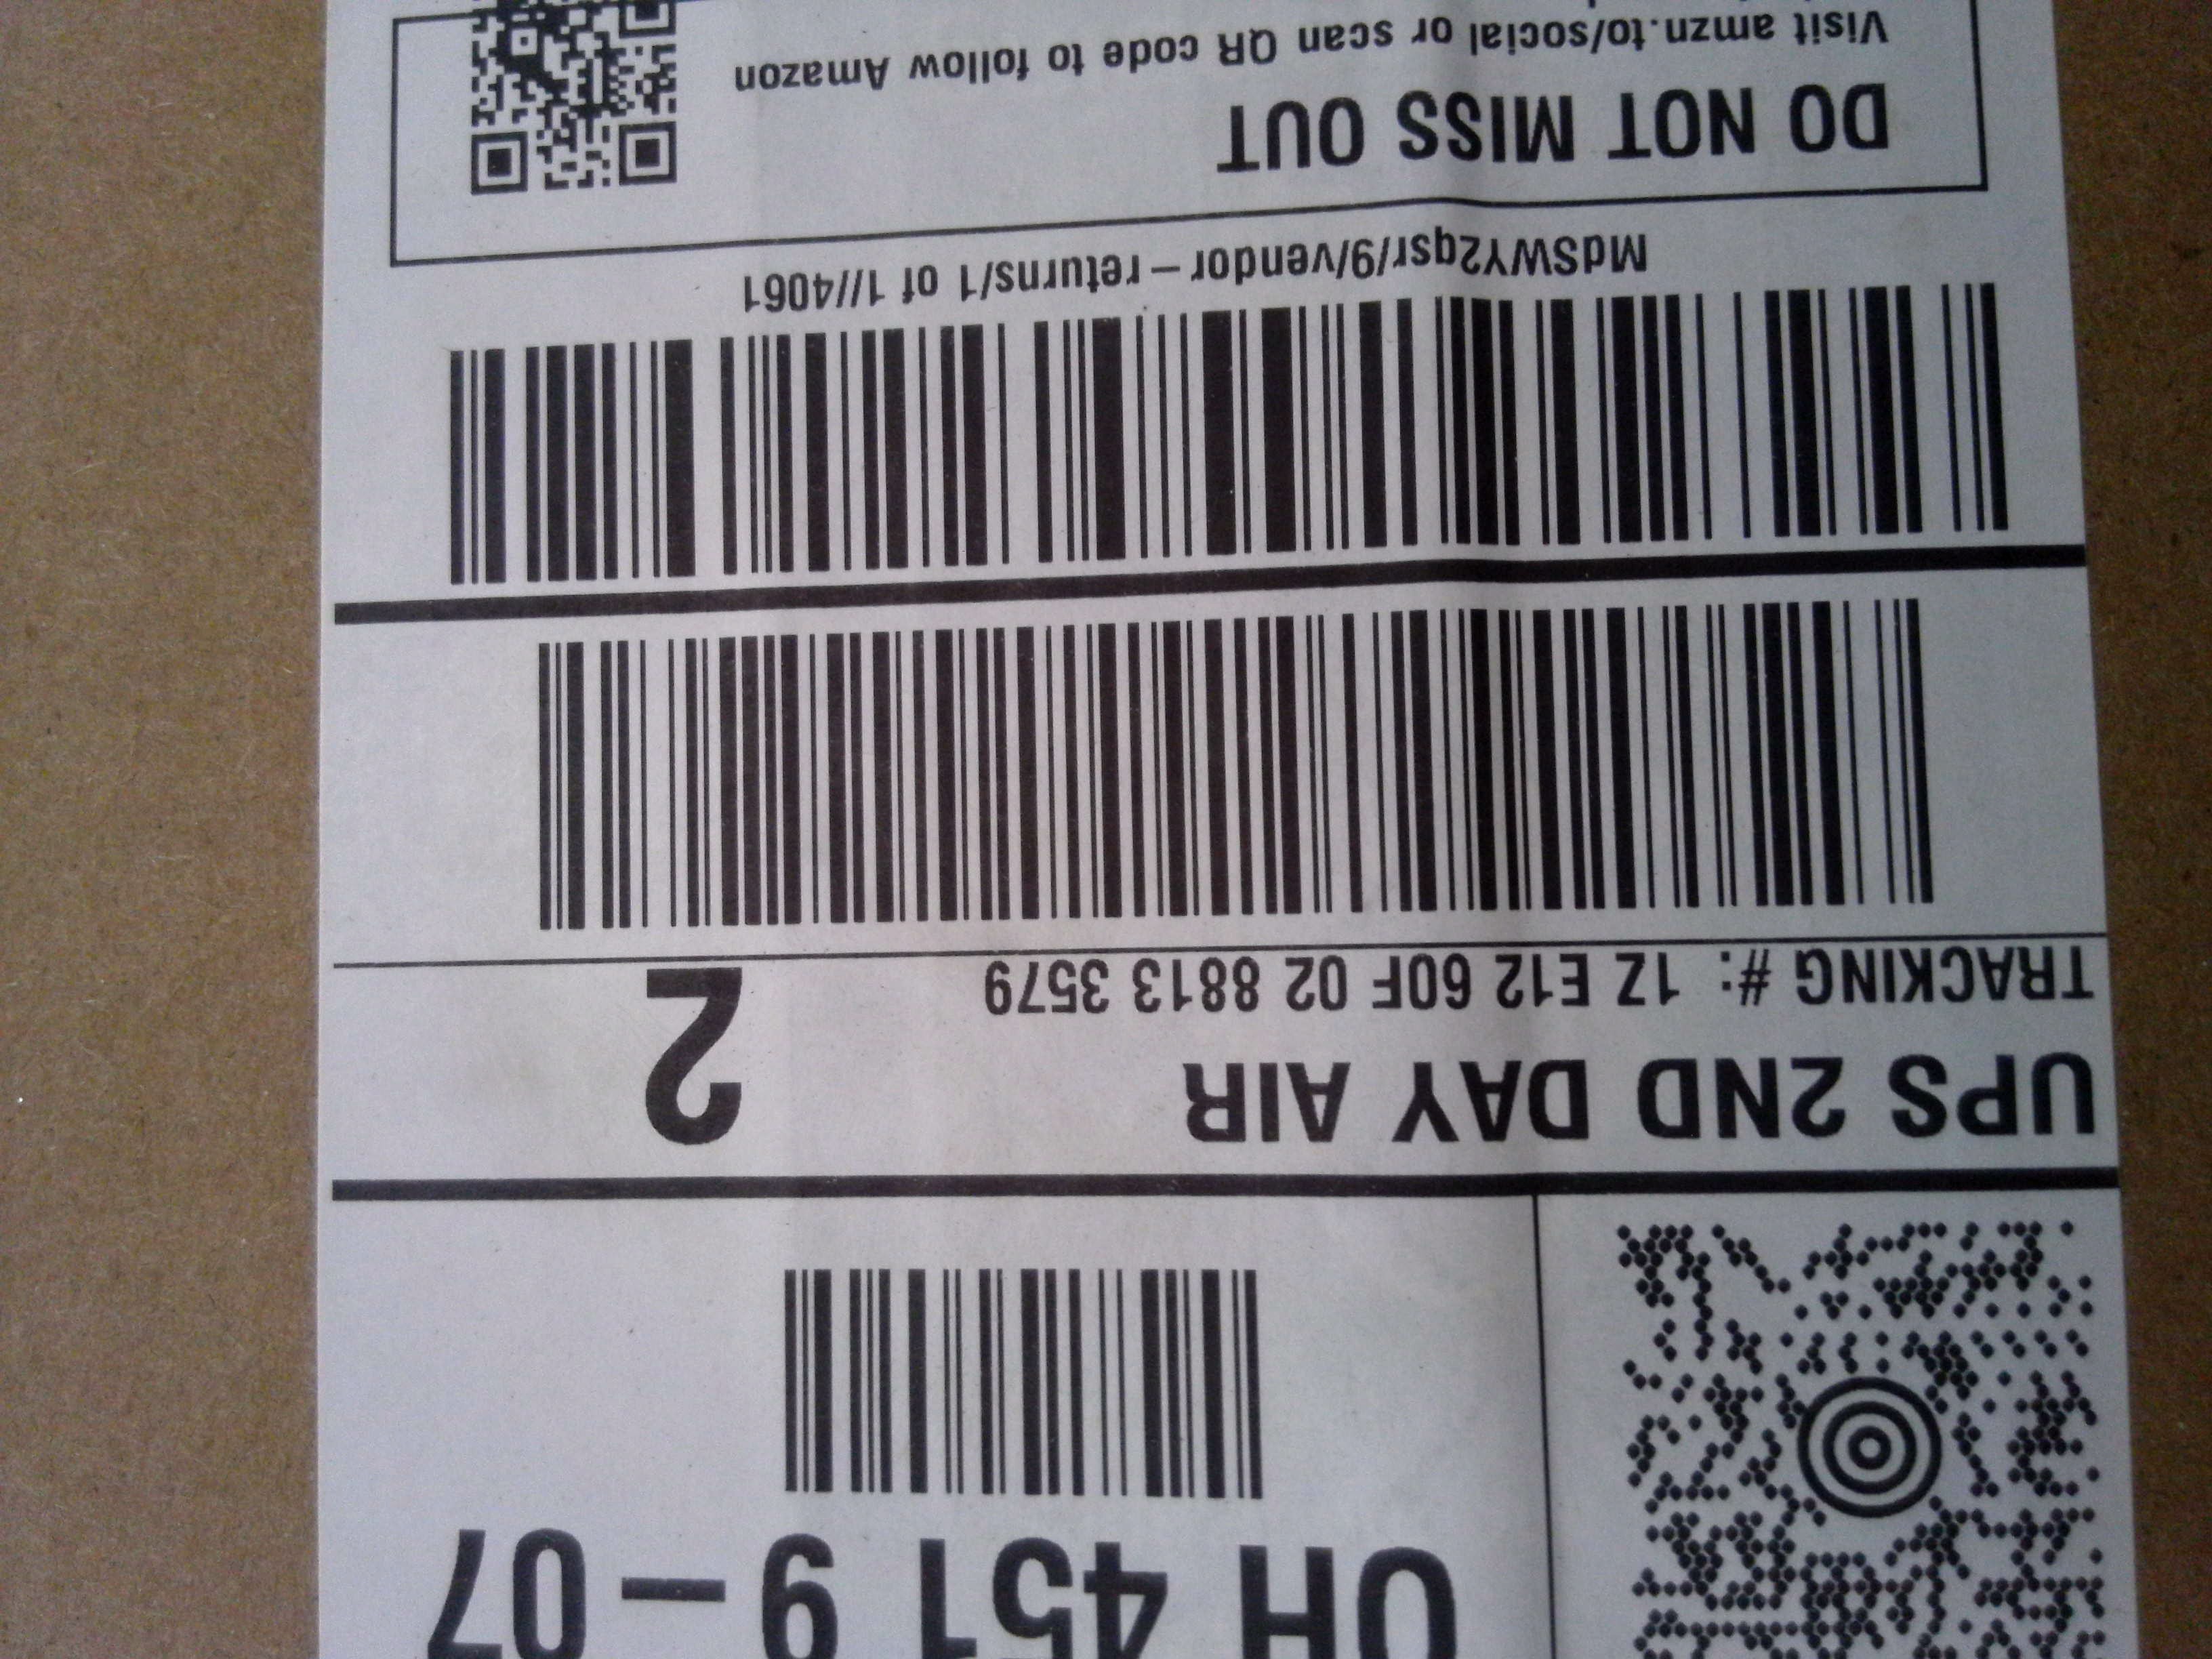 OH 451 9-07
UPS 2ND DAY AIR
TRACKING #: 1Z E12 60F 02 8813 3579
2
MdSWY2qsr/9/vendor-returns/1 of 1//4061
DO NOT MISS OUT
Visit amzn.to/social or scan QR code to follow Amazon